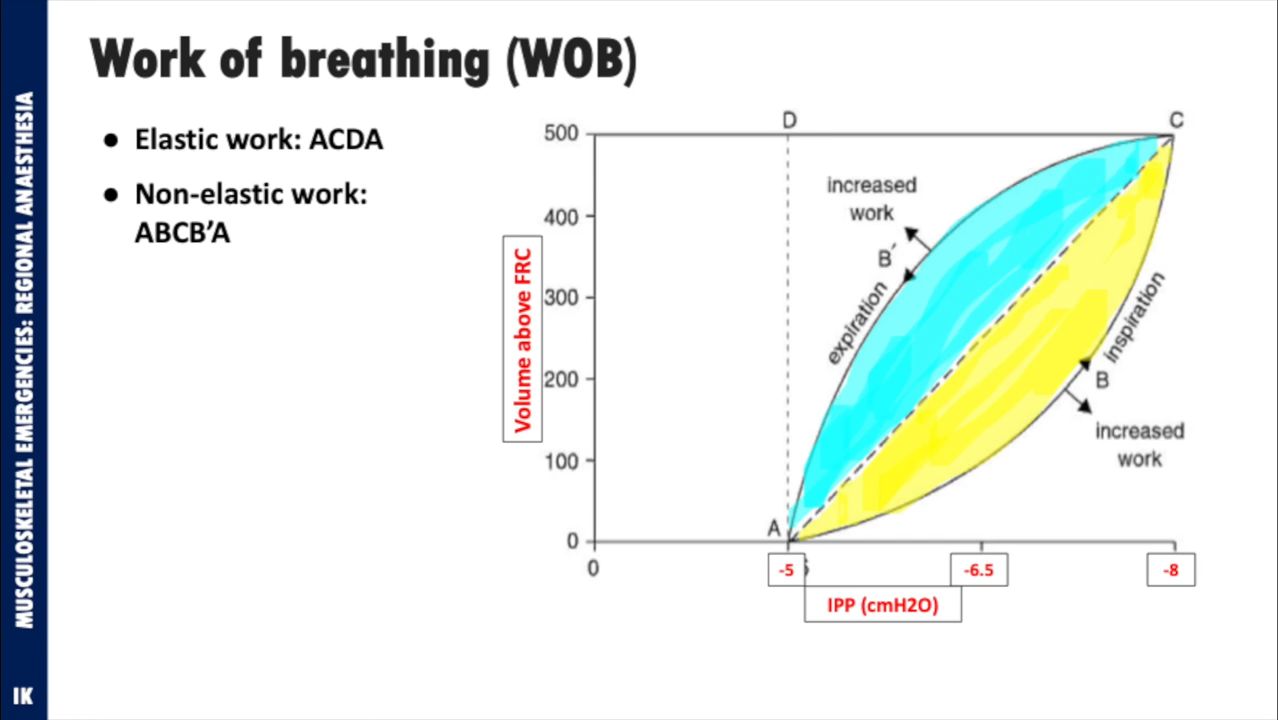 Work of breathing (WOB)
MUSCULOSKELETAL EMERGENCIES: REGIONAL ANAESTHESIA
IK
● Elastic work: ACDA
● Non-elastic work:
ABCB’A
D
C
500
400
300
200
100
0
Volume above FRC
increased
work
B´
expiration
inspiration
B
increased
work
A
0
-5
-6.5
-8
IPP (cmH2O)